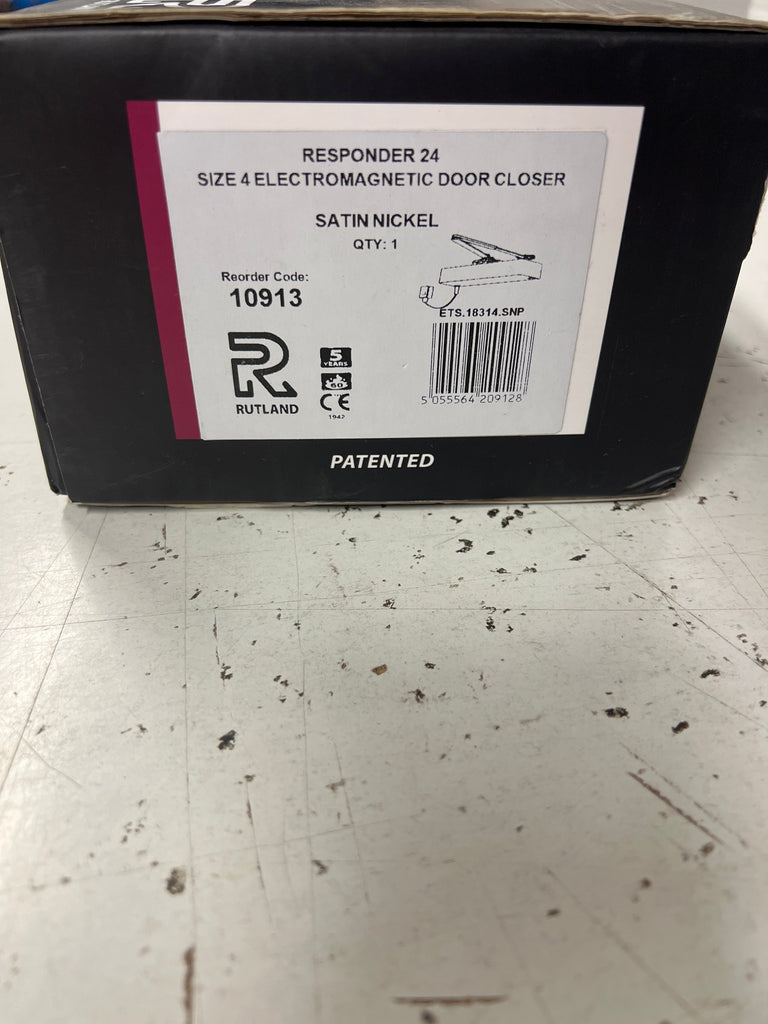 RESPONDER 24
SIZE 4 ELECTROMAGNETIC DOOR CLOSER
SATIN NICKEL
QTY: 1
Reorder Code:
10913
ETS.18314.SNP
5 055564 209128
R
RUTLAND
5
YEARS
60
CE
1942
PATENTED